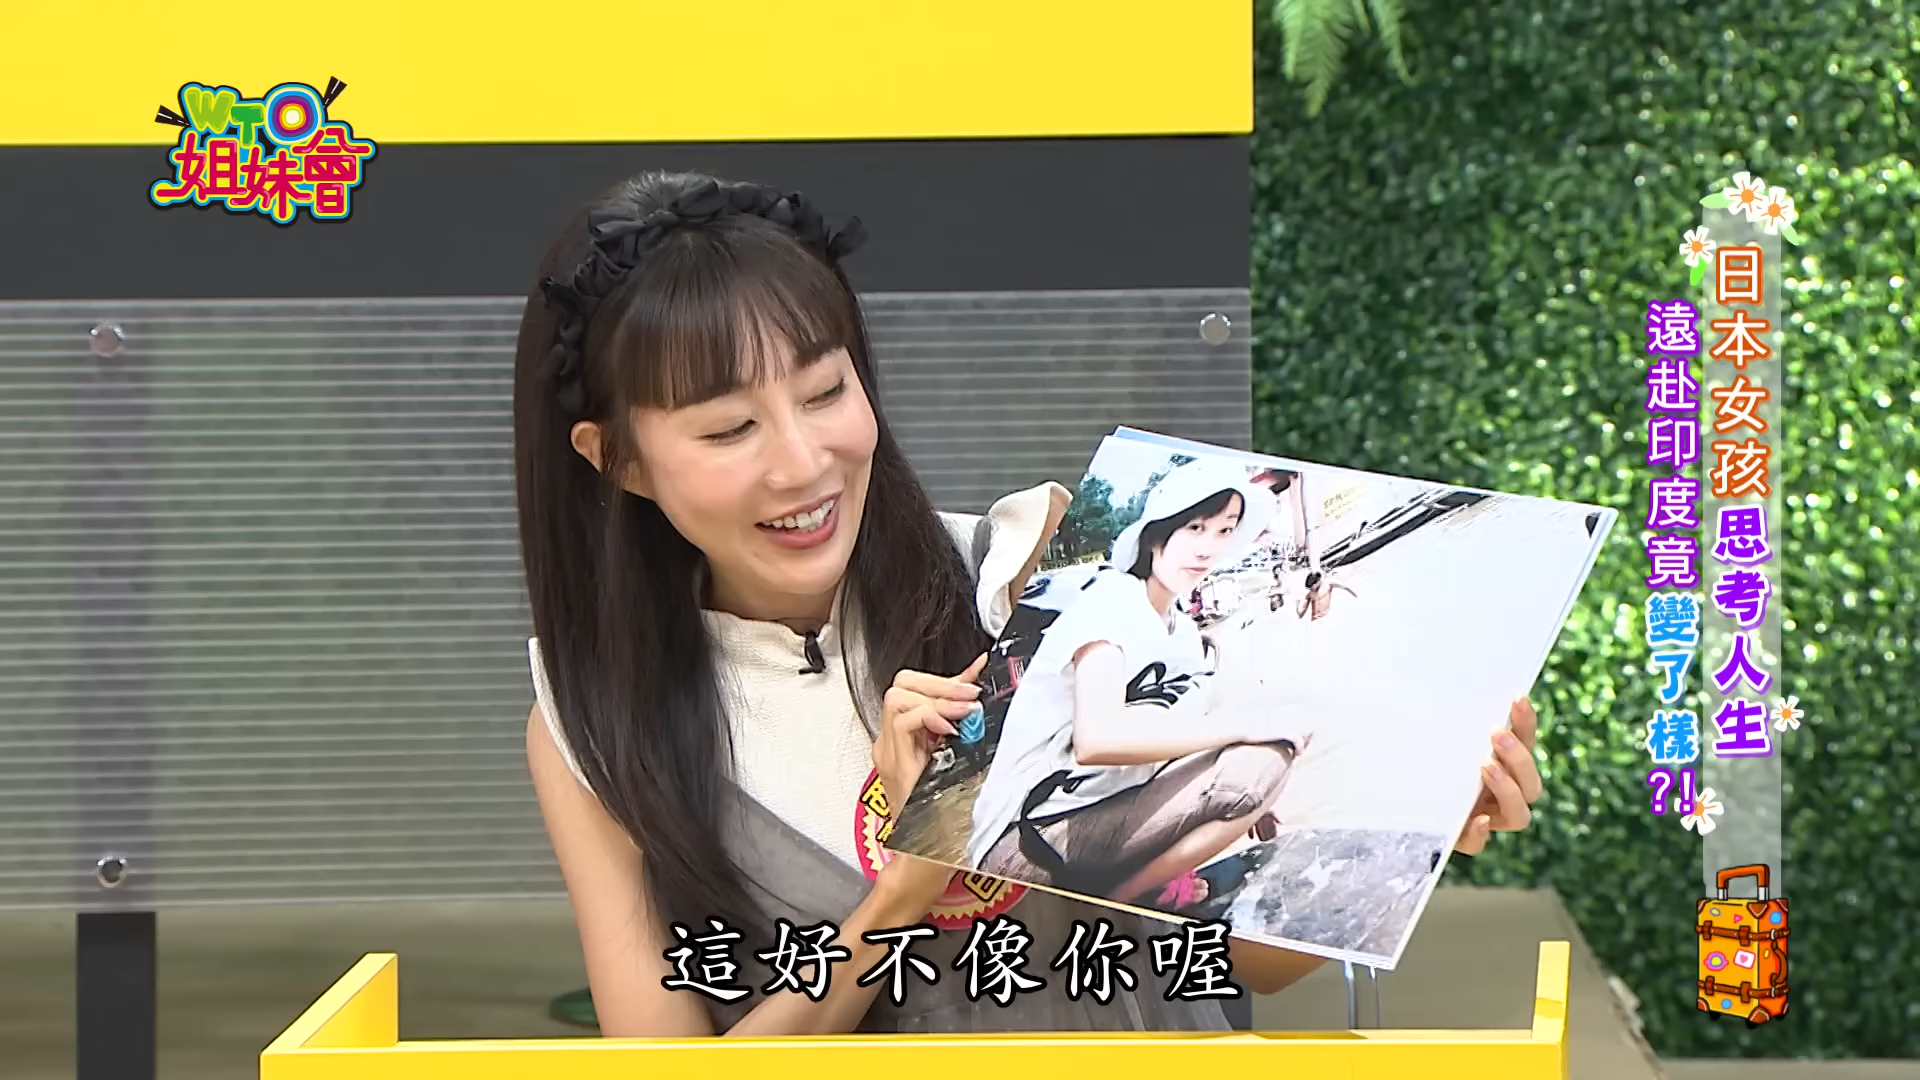 WTO
姐妹會
日本女孩思考人生
遠赴印度竟變了樣?!
這好不像你喔